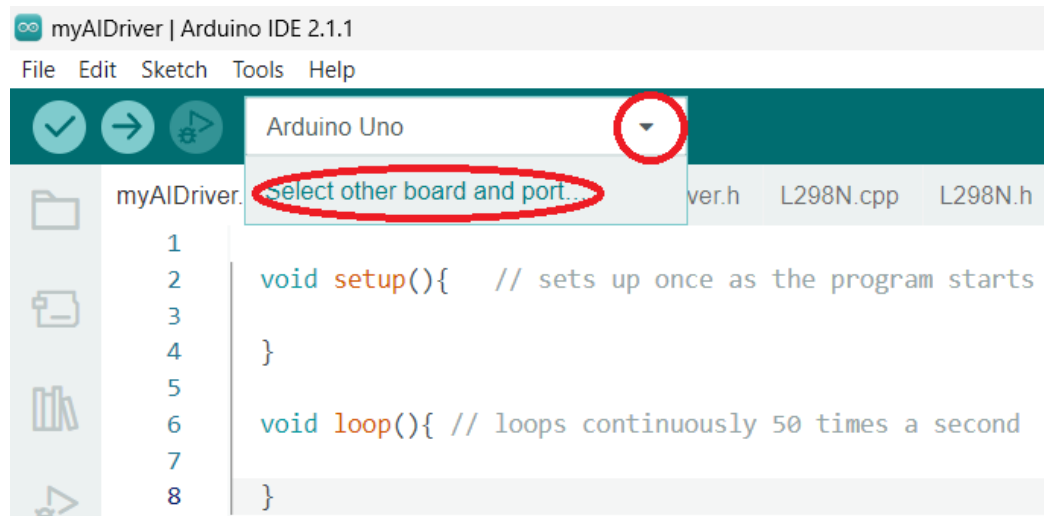 myAIDriver | Arduino IDE 2.1.1
File Edit Sketch Tools Help
Arduino Uno
Select other board and port...
myAIDriver. ver.h L298N.cpp L298N.h
1
2 void setup(){   // sets up once as the program starts
3
4 }
5
6 void loop(){ // loops continuously 50 times a second
7
8 }